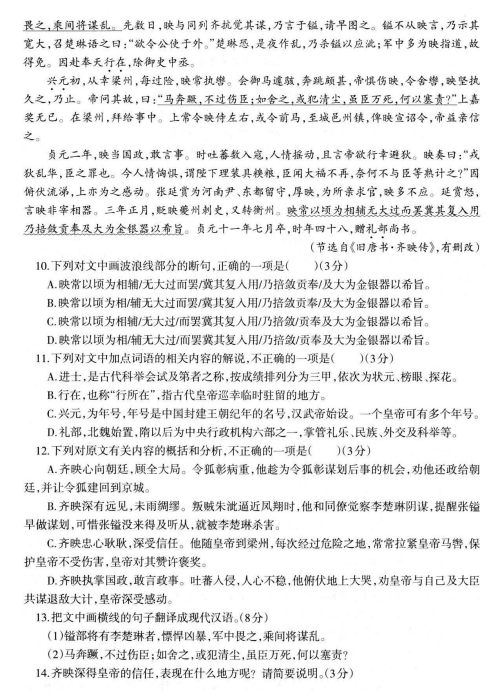 畏之,乘间将谋乱。先数日,映与同列齐抗觉其谋,乃言于镒,请早图之。镒不从映言,乃示其
宽大,召楚琳语之曰:“欲令公使于外。”楚琳恐,是夜作乱,乃杀镒以应泚;军中多为映指道,故
得免。因赴奉天行在,除御史中丞。
兴元初,从幸梁州,每过险,映常执辔。会御马遽骇,奔跳颇甚,帝惧伤映,令舍辔,映坚执
久之,乃止。帝问其故,曰:“马奔蹶,不过伤臣;如舍之,或犯清尘,虽臣万死,何以塞责?”上嘉
奖无已。在梁州,拜给事中。上常令映侍左右,或令前马,至城邑州镇,俾映宣诏令,帝益亲信
之。
贞元二年,映当国政,敢言事。时吐蕃数入寇,人情摇动,且言帝欲行幸避狄。映奏曰:“戎
狄乱华,臣之罪也。今人情恟惧,谓陛下理装具糗粮,臣闻大福不再,奈何不与臣等熟计之?”因
俯伏流涕,上亦为之感动。张延赏为河南尹、东都留守,厚映,为所亲求官,映多不应。延赏怒,
言映非宰相器。三年正月,贬映夔州刺史,又转衡州。映常以顷为相辅无大过而罢冀其复入用
乃掊敛贡奉及大为金银器以希旨。贞元十一年七月卒,时年四十八,赠礼部尚书。
(节选自《旧唐书·齐映传》,有删改)
10.下列对文中画波浪线部分的断句,正确的一项是( )(3分)
A.映常以顷为相辅/无大过而罢/冀其复入用/乃掊敛贡奉/及大为金银器以希旨。
B.映常以顷为相/辅无大过而罢/冀其复入用/乃掊敛贡奉/及大为金银器以希旨。
C.映常以顷为相辅/无大过/而罢冀其复入用/乃掊敛贡奉/及大为金银器以希旨。
D.映常以顷为相/辅无大过/而罢冀其复入用/乃掊敛贡奉/及大为金银器以希旨。
11.下列对文中加点词语的相关内容的解说,不正确的一项是( )(3分)
A.进士,是古代科举会试及第者之称,按成绩排列分为三甲,依次为状元、榜眼、探花。
B.行在,也称“行所在”,指古代皇帝巡幸临时驻留的地方。
C.兴元,为年号,年号是中国封建王朝纪年的名号,汉武帝始设。一个皇帝可有多个年号。
D.礼部,北魏始置,隋以后为中央行政机构六部之一,掌管礼乐、民族、外交及科举等。
12.下列对原文有关内容的概括和分析,不正确的一项是( )(3分)
A.齐映心向朝廷,顾全大局。令狐彰病重,他趁为令狐彰谋划后事的机会,劝他还政给朝
廷,并让令狐建回到京城。
B.齐映深有远见,未雨绸缪。叛贼朱泚逼近凤翔时,他和同僚觉察李楚琳阴谋,提醒张镒
早做谋划,可惜张镒没来得及听从,就被李楚琳杀害。
C.齐映忠心耿耿,深受信任。他随皇帝到梁州,每次经过危险之地,常常拉紧皇帝马辔,保
护皇帝不受伤害,皇帝对其赞许褒奖。
D.齐映执掌国政,敢言政事。吐蕃入侵,人心不稳,他俯伏地上大哭,劝皇帝与自己及大臣
共谋退敌大计,皇帝深受感动。
13.把文中画横线的句子翻译成现代汉语。(8分)
(1)镒部将有李楚琳者,慓悍凶暴,军中畏之,乘间将谋乱。
(2)马奔蹶,不过伤臣;如舍之,或犯清尘,虽臣万死,何以塞责?
14.齐映深得皇帝的信任,表现在什么地方呢?请简要说明。(3分)